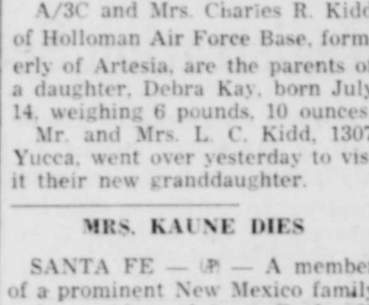 A/3C and Mrs. Charles R. Kidd
of Holloman Air Force Base, form
erly of Artesia, are the parents of
a daughter, Debra Kay, born July
14, weighing 6 pounds, 10 ounces.
Mr. and Mrs. L. C. Kidd, 1307
Yucca, went over yesterday to vis
it their new granddaughter.
MRS. KAUNE DIES
SANTA FE — UP — A member
of a prominent New Mexico family